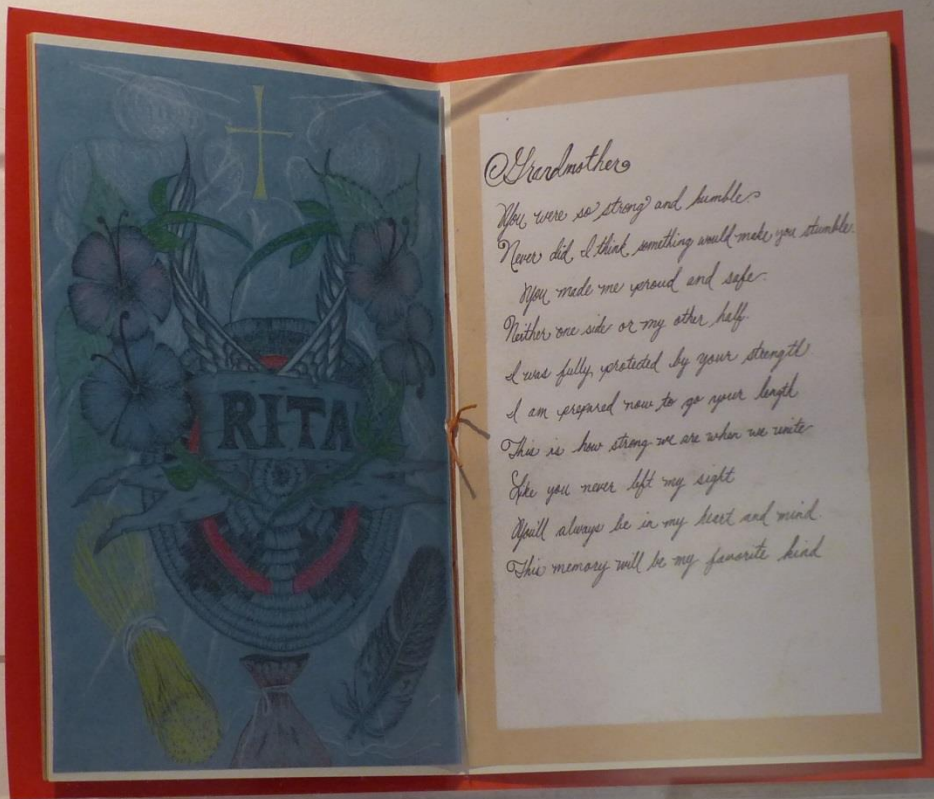 RITA
Grandmother
You were so strong and humble
Never did I think something would make you stumble
You made me proud and safe
Neither one side or my other half
I was fully protected by your strength
I am prepared now to go your length
This is how strong we are when we unite
Like you never left my sight
You'll always be in my heart and mind
This memory will be my favorite kind